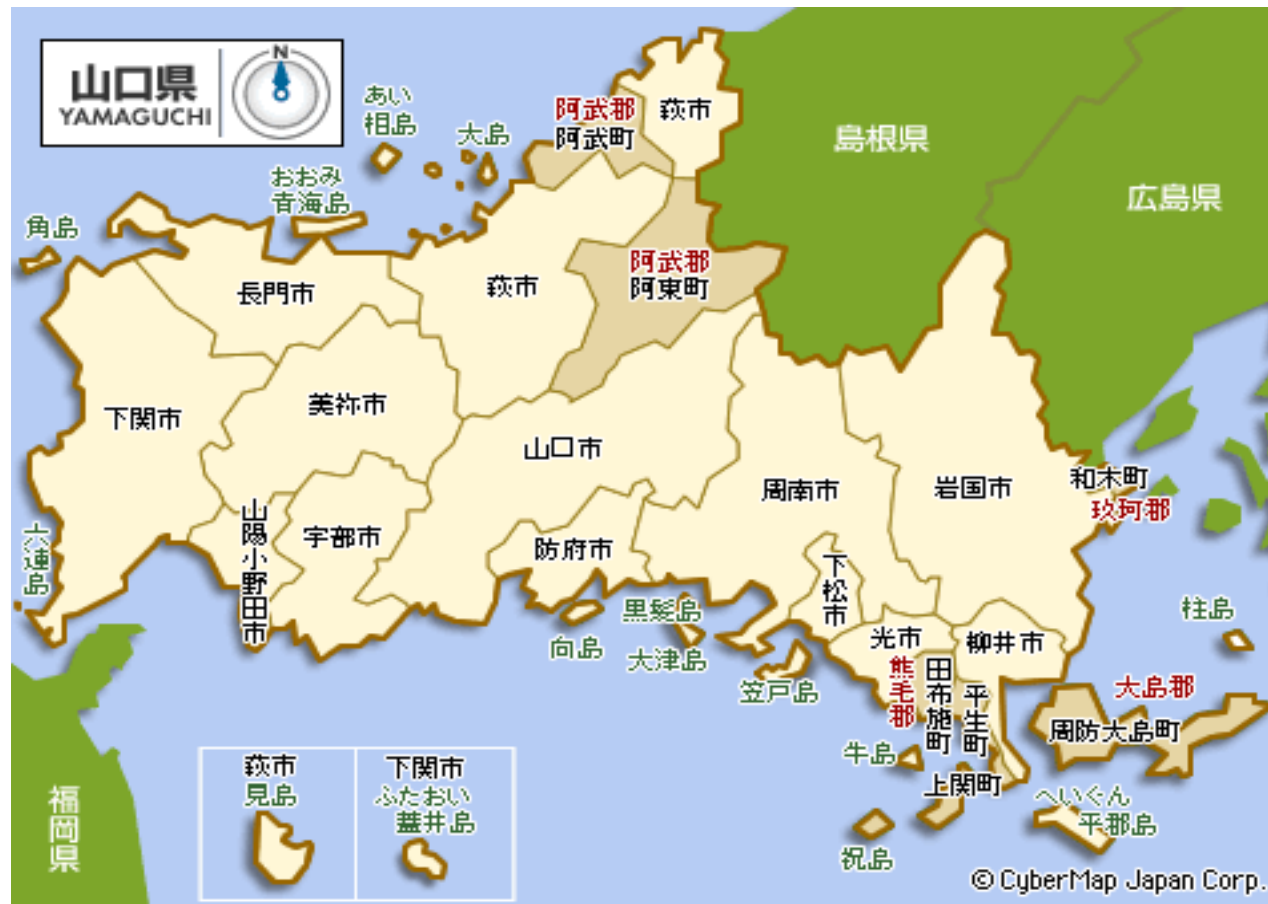 山口県
YAMAGUCHI
N
あい
相島
大島
阿武郡
阿武町
萩市
島根県
広島県
おおみ
青海島
角島
長門市
萩市
阿武郡
阿東町
下関市
美祢市
山口市
周南市
岩国市
和木町
玖珂郡
六連島
山陽小野田市
宇部市
防府市
下松市
向島
黒髪島
大津島
笠戸島
光市
柳井市
柱島
熊毛郡
田布施町
平生町
大島郡
周防大島町
牛島
上関町
祝島
へいぐん
平郡島
福岡県
萩市
見島
下関市
ふたおい
蓋井島
© CyberMap Japan Corp.